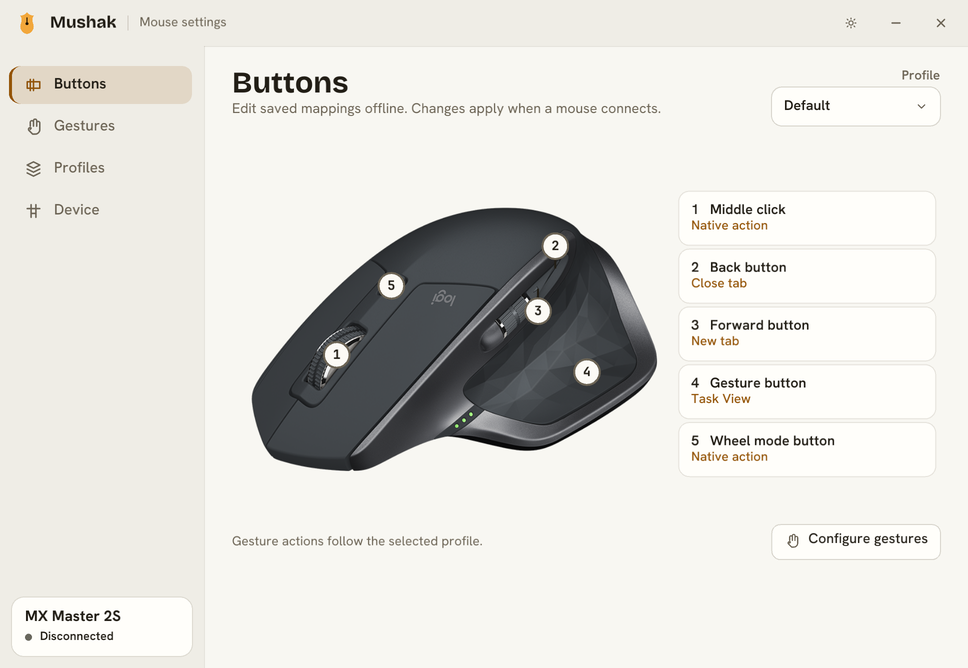 Mushak
Mouse settings
Buttons
Gestures
Profiles
Device
MX Master 2S
Disconnected
Buttons
Edit saved mappings offline. Changes apply when a mouse connects.
Profile
Default
logi
1
2
3
4
5
1 Middle click
Native action
2 Back button
Close tab
3 Forward button
New tab
4 Gesture button
Task View
5 Wheel mode button
Native action
Gesture actions follow the selected profile.
Configure gestures